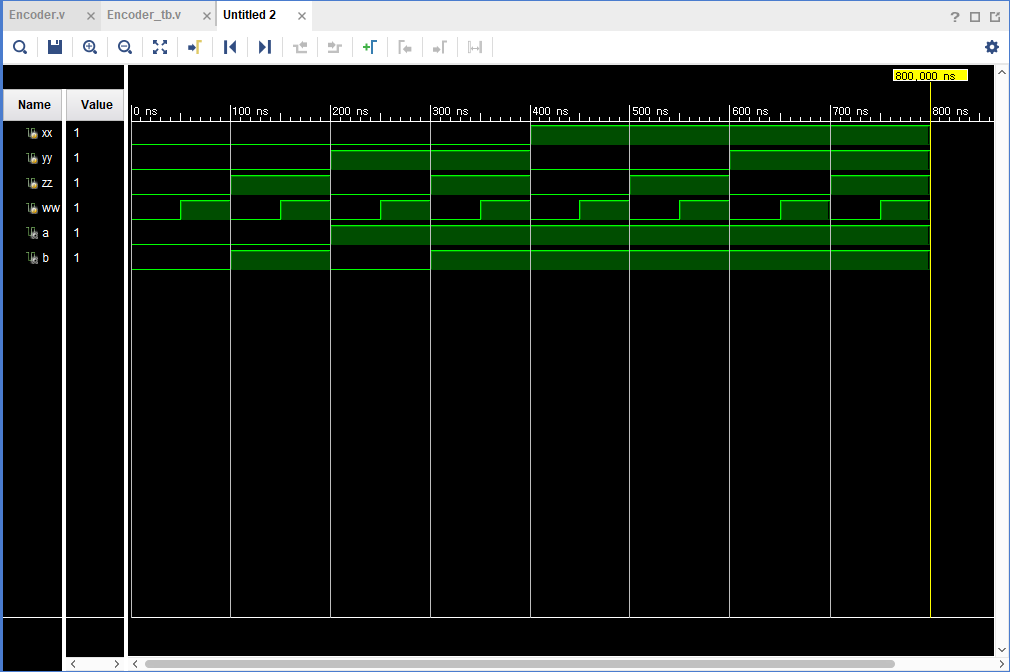 Encoder.v × Encoder_tb.v × Untitled 2 × ?
800,000 ns
Name Value
0 ns 100 ns 200 ns 300 ns 400 ns 500 ns 600 ns 700 ns 800 ns
xx 1
yy 1
zz 1
ww 1
a 1
b 1